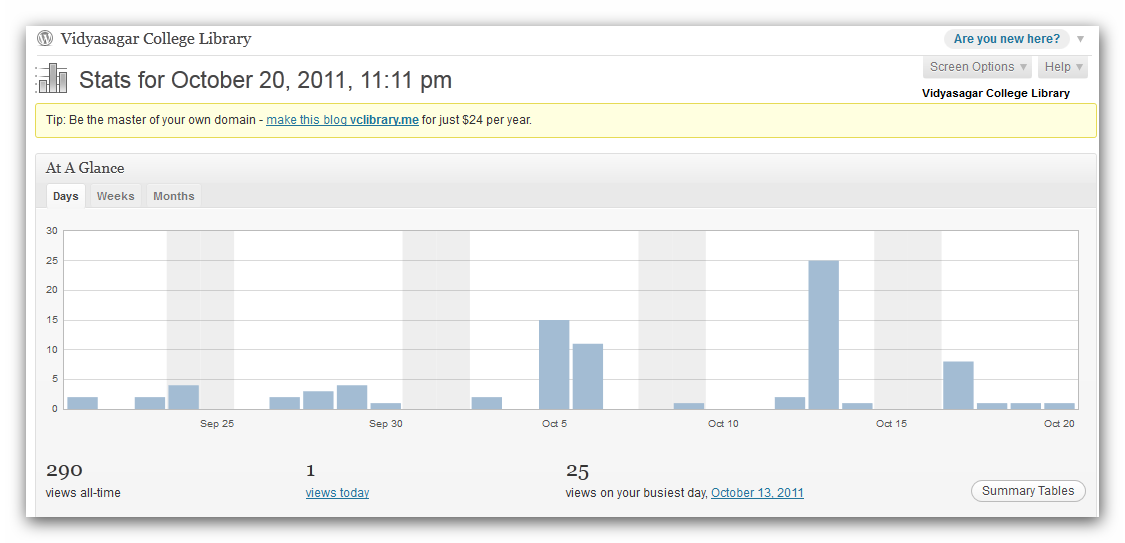 Vidyasagar College Library
Are you new here?
Stats for October 20, 2011, 11:11 pm
Screen Options
Help
Vidyasagar College Library
Tip: Be the master of your own domain - make this blog vclibrary.me for just $24 per year.
At A Glance
Days Weeks Months
30
25
20
15
10
5
0
Sep 25 Sep 30 Oct 5 Oct 10 Oct 15 Oct 20
290 1 25
views all-time views today views on your busiest day, October 13, 2011
Summary Tables